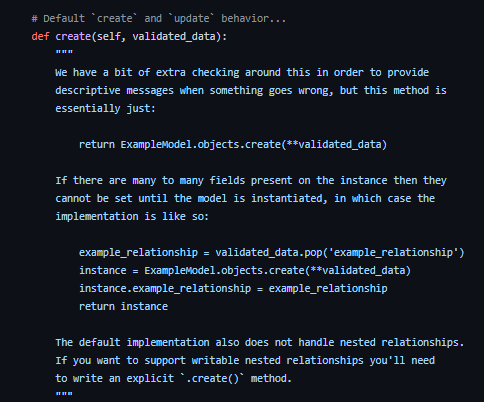 # Default `create` and `update` behavior...
def create(self, validated_data):
"""
We have a bit of extra checking around this in order to provide
descriptive messages when something goes wrong, but this method is
essentially just:
return ExampleModel.objects.create(**validated_data)
If there are many to many fields present on the instance then they
cannot be set until the model is instantiated, in which case the
implementation is like so:
example_relationship = validated_data.pop('example_relationship')
instance = ExampleModel.objects.create(**validated_data)
instance.example_relationship = example_relationship
return instance
The default implementation also does not handle nested relationships.
If you want to support writable nested relationships you'll need
to write an explicit `.create()` method.
"""